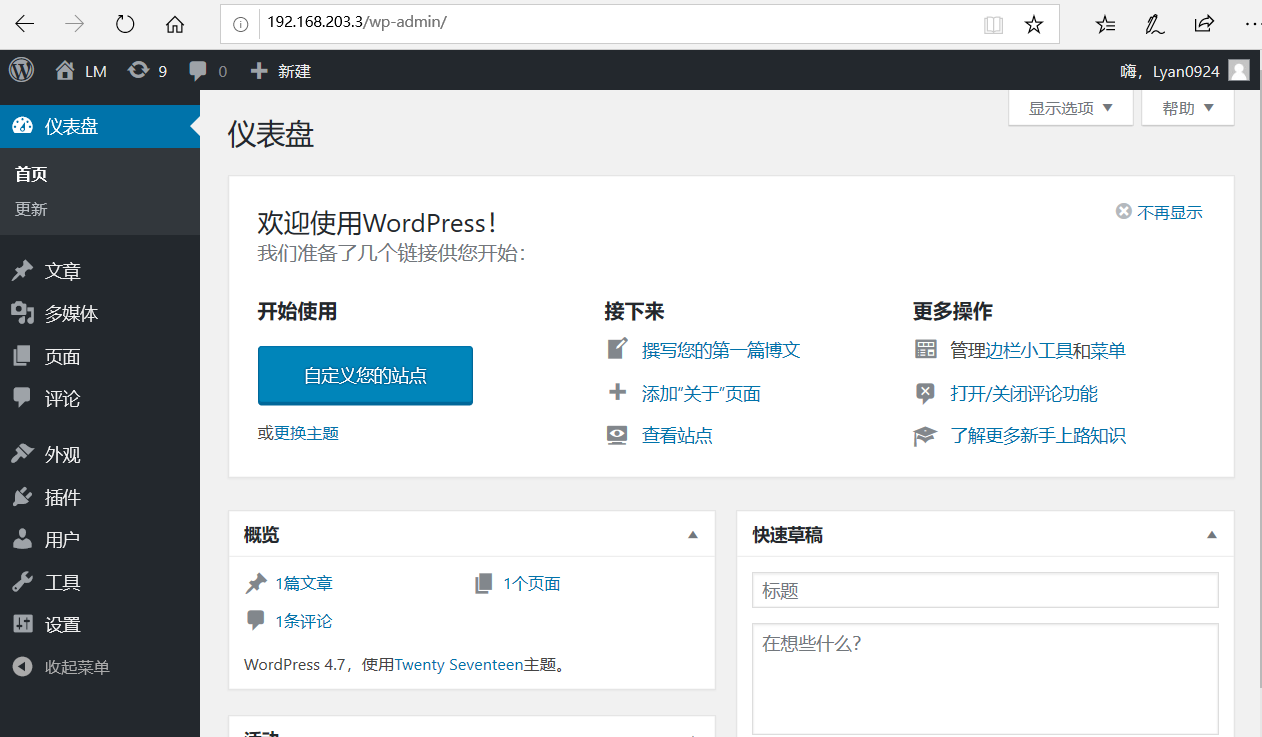 192.168.203.3/wp-admin/
LM 9 0 新建 嗨，Lyan0924
显示选项 帮助
仪表盘
首页
更新
文章
多媒体
页面
评论
外观
插件
用户
工具
设置
收起菜单
仪表盘
欢迎使用WordPress！
不再显示
我们准备了几个链接供您开始：
开始使用
自定义您的站点
或更换主题
接下来
撰写您的第一篇博文
添加“关于”页面
查看站点
更多操作
管理边栏小工具和菜单
打开/关闭评论功能
了解更多新手上路知识
概览
1篇文章 1个页面
1条评论
WordPress 4.7，使用Twenty Seventeen主题。
活动
快速草稿
标题
在想些什么？